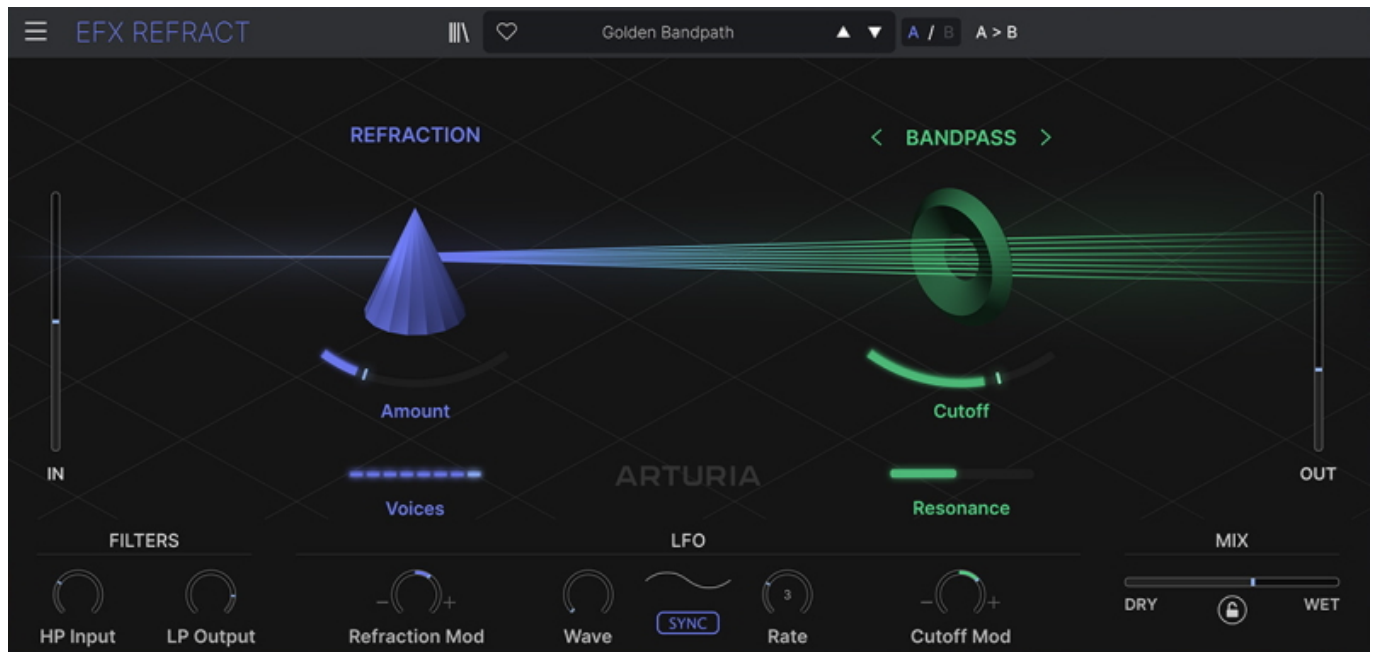 EFX REFRACT
Golden Bandpath
A / B
A > B
REFRACTION
< BANDPASS >
Amount
Cutoff
IN
ARTURIA
OUT
Voices
Resonance
FILTERS
LFO
MIX
3
DRY
WET
SYNC
HP Input
LP Output
Refraction Mod
Wave
Rate
Cutoff Mod